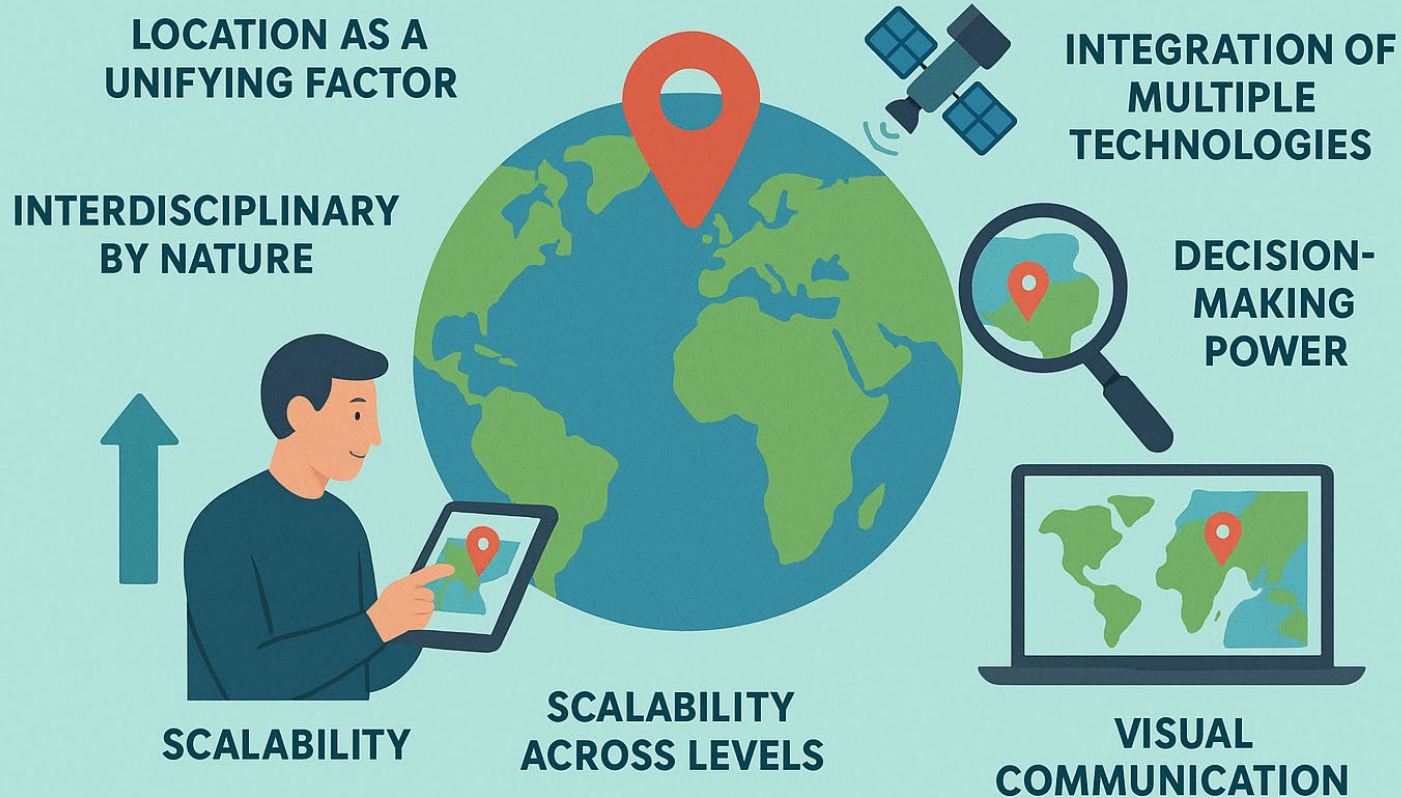 LOCATION AS A
UNIFYING FACTOR
INTEGRATION OF
MULTIPLE
TECHNOLOGIES
INTERDISCIPLINARY
BY NATURE
DECISION-
MAKING
POWER
SCALABILITY
SCALABILITY
ACROSS LEVELS
VISUAL
COMMUNICATION